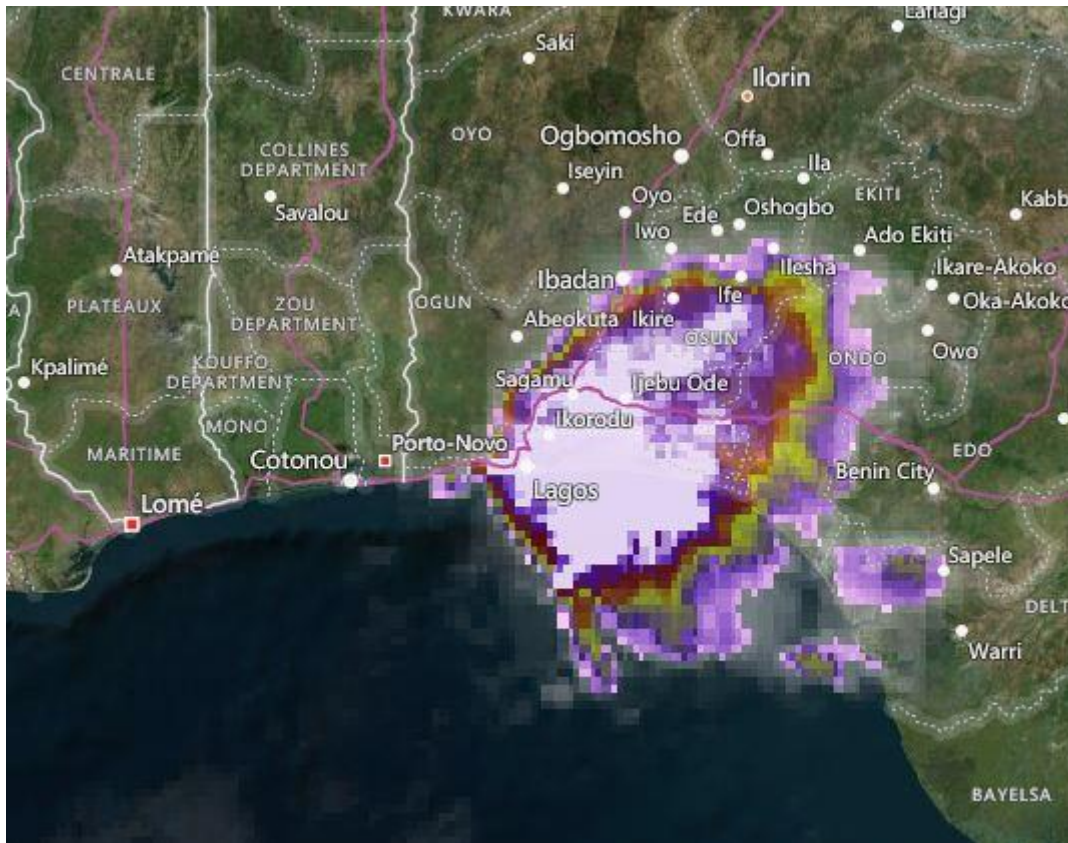 KWARA
Lafiagi
Saki
CENTRALE
Ilorin
OYO
Ogbomosho
Offa
COLLINES
DEPARTMENT
Ila
Iseyin
EKITI
Savalou
Oyo
Ede
Oshogbo
Kabb
Iwo
Ado Ekiti
Atakpamé
Ilesha
Ikare-Akoko
Ibadan
PLATEAUX
ZOU
DEPARTMENT
OGUN
Ife
Oka-Akoko
A
Abeokuta
Ikire
OSUN
Owo
ONDO
Kpalimé
KOUFFO
DEPARTMENT
Sagamu
Ijebu Ode
MONO
Ikorodu
MARITIME
Porto-Novo
EDO
Cotonou
Benin City
Lagos
Lomé
Sapele
DELT
Warri
BAYELSA